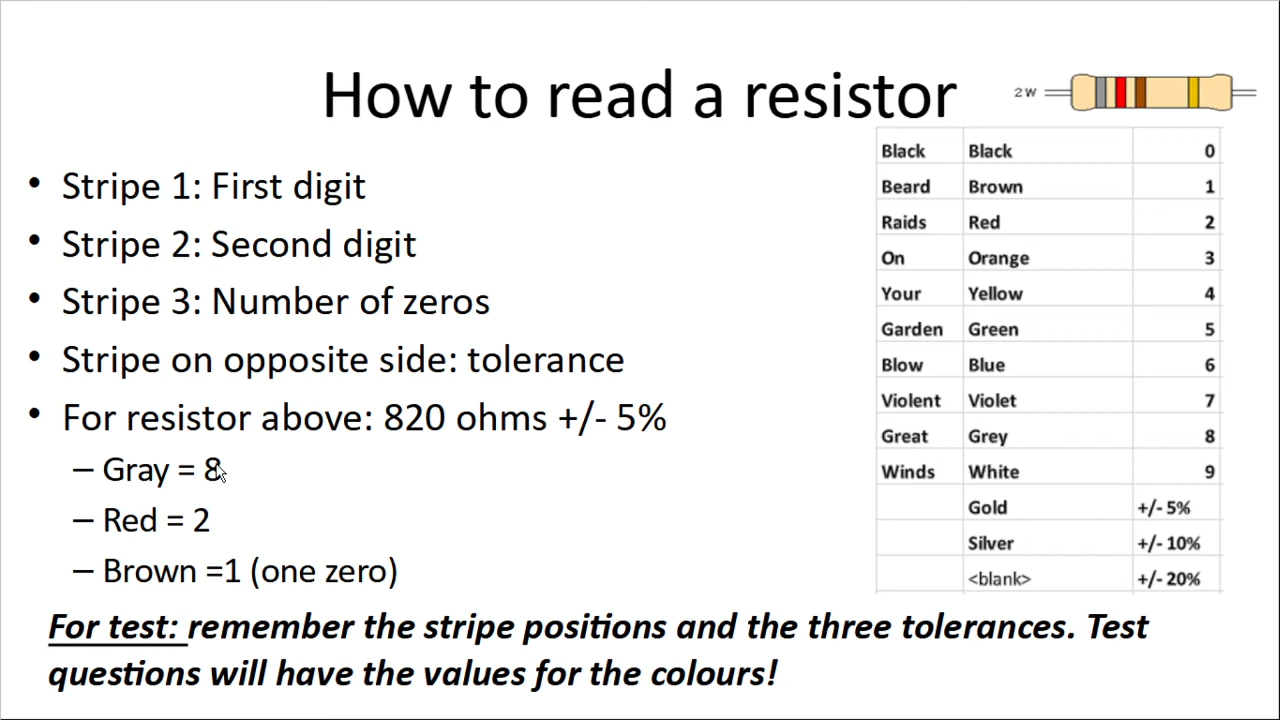 How to read a resistor
2 W
• Stripe 1: First digit
• Stripe 2: Second digit
• Stripe 3: Number of zeros
• Stripe on opposite side: tolerance
• For resistor above: 820 ohms +/- 5%
– Gray = 8
– Red = 2
– Brown =1 (one zero)
Black Black 0
Beard Brown 1
Raids Red 2
On Orange 3
Your Yellow 4
Garden Green 5
Blow Blue 6
Violent Violet 7
Great Grey 8
Winds White 9
Gold +/- 5%
Silver +/- 10%
<blank> +/- 20%
For test: remember the stripe positions and the three tolerances. Test
questions will have the values for the colours!